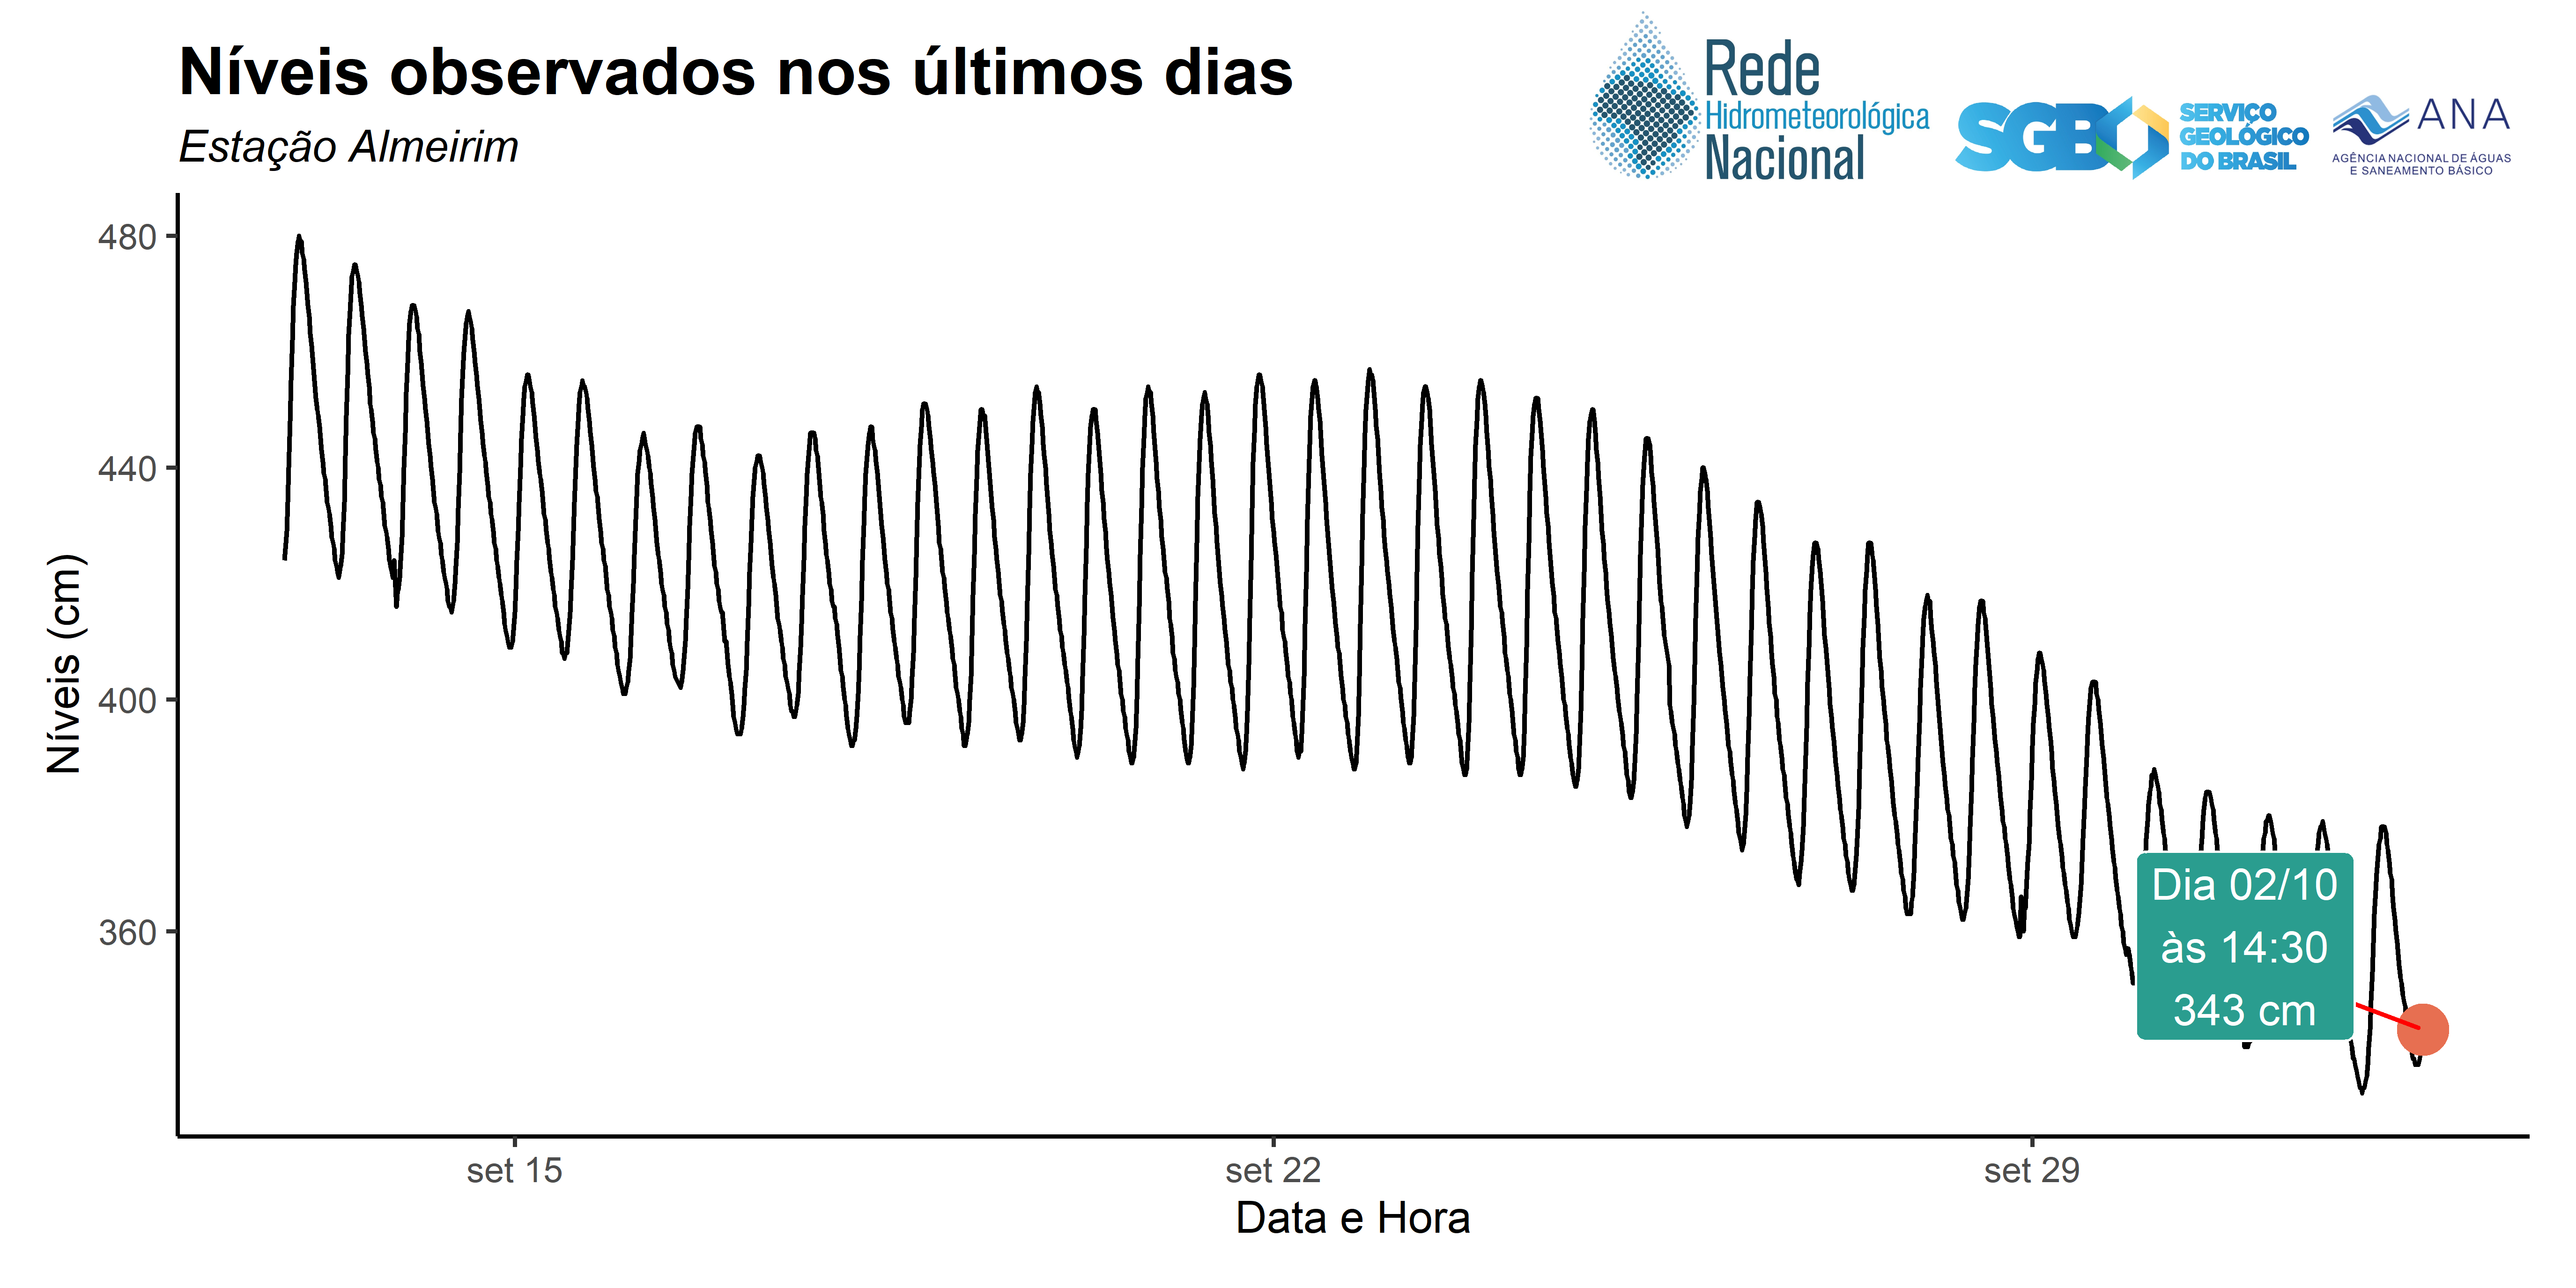 Níveis observados nos últimos dias
Estação Almeirim
Rede
Hidrometeorológica
Nacional
SGB
SERVIÇO
GEOLÓGICO
DO BRASIL
ANA
AGÊNCIA NACIONAL DE ÁGUAS
E SANEAMENTO BÁSICO
480
440
400
360
Níveis (cm)
Dia 02/10
às 14:30
343 cm
set 15
set 22
set 29
Data e Hora